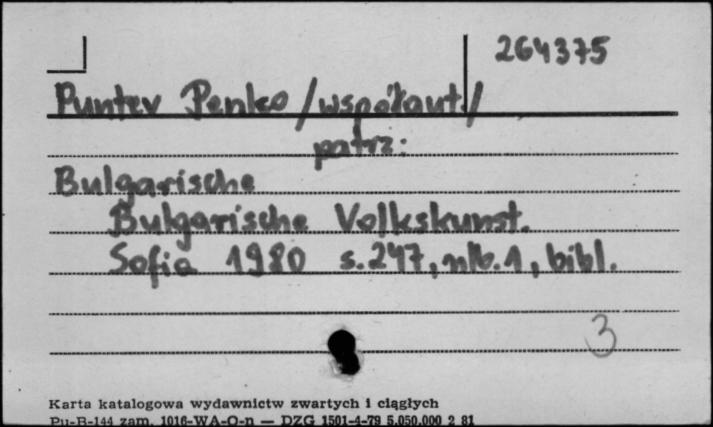 264375
Puntev Penko /współaut./
patrz:
Bulgarische
Bulgarische Volkskunst.
Sofia 1980 s. 247, nlb. 1, bibl.
3
Karta katalogowa wydawnictw zwartych i ciągłych
Pu-B-144 zam. 1016-WA-O-n — DZG 1501-4-79 5.050.000 2 81